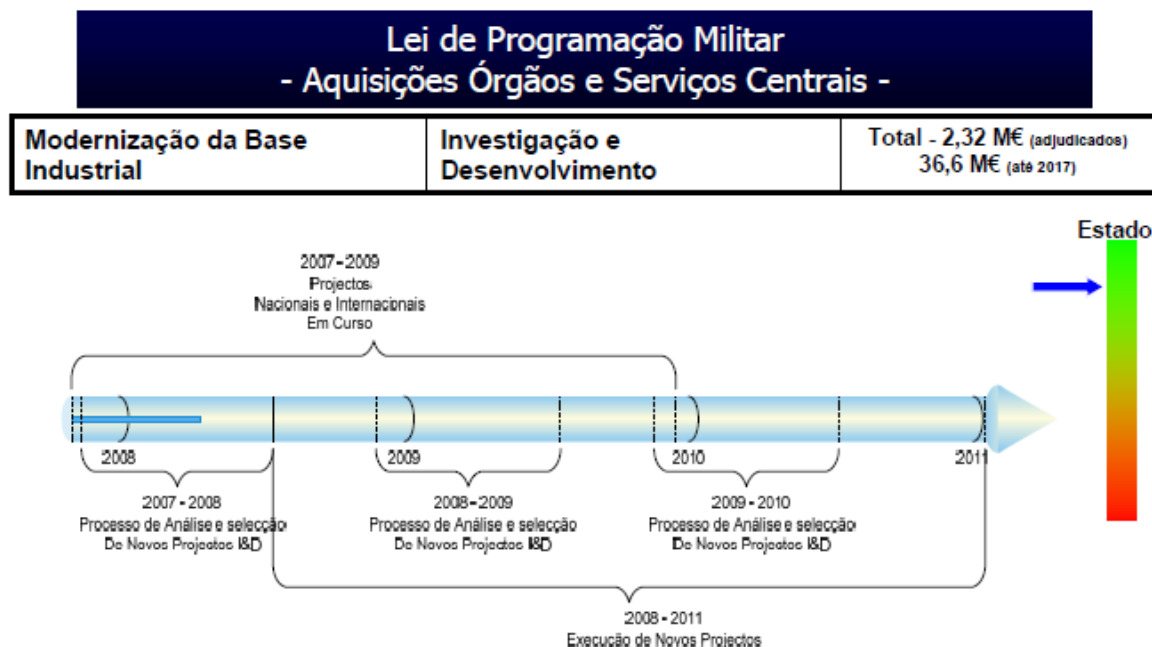 Lei de Programação Militar
- Aquisições Órgãos e Serviços Centrais -
Modernização da Base
Industrial
Investigação e
Desenvolvimento
Total - 2,32 M€ (adjudicados)
36,6 M€ (até 2017)
Estado
2007-2009
Projectos
Nacionais e Internacionais
Em Curso
2008
2009
2010
2011
2007-2008
Processo de Análise e selecção
De Novos Projectos I&D
2008-2009
Processo de Análise e selecção
De Novos Projectos I&D
2009-2010
Processo de Análise e selecção
De Novos Projectos I&D
2008-2011
Execução de Novos Projectos